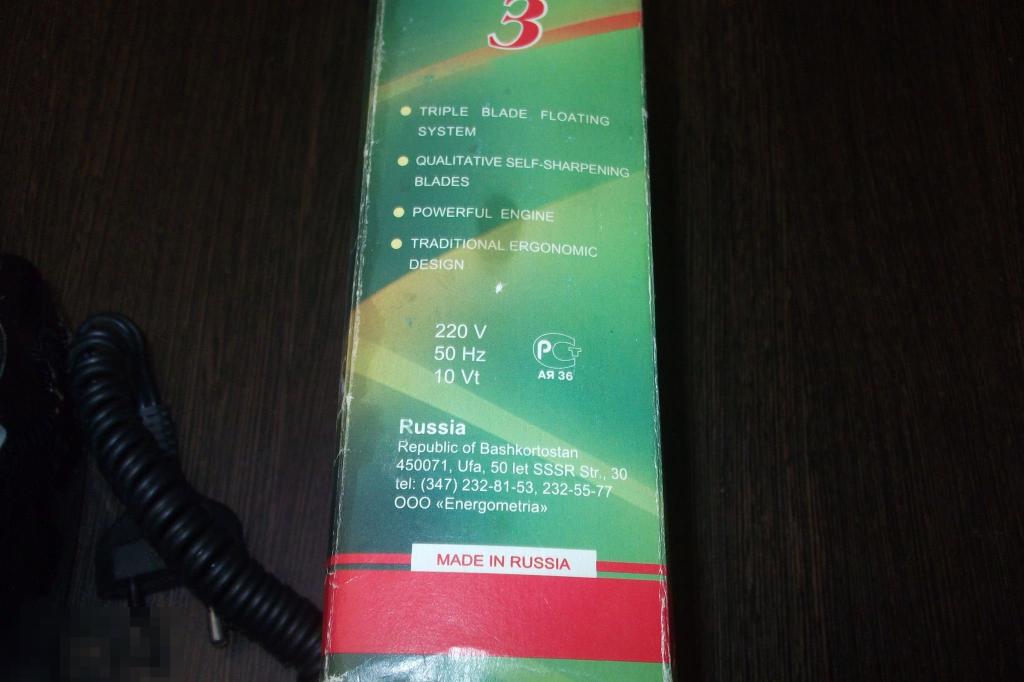 3
TRIPLE BLADE FLOATING
SYSTEM
QUALITATIVE SELF-SHARPENING
BLADES
POWERFUL ENGINE
TRADITIONAL ERGONOMIC
DESIGN
220 V
50 Hz
10 Vt
РСТ
АЯ 36
Russia
Republic of Bashkortostan
450071, Ufa, 50 let SSSR Str., 30
tel: (347) 232-81-53, 232-55-77
OOO «Energometria»
MADE IN RUSSIA